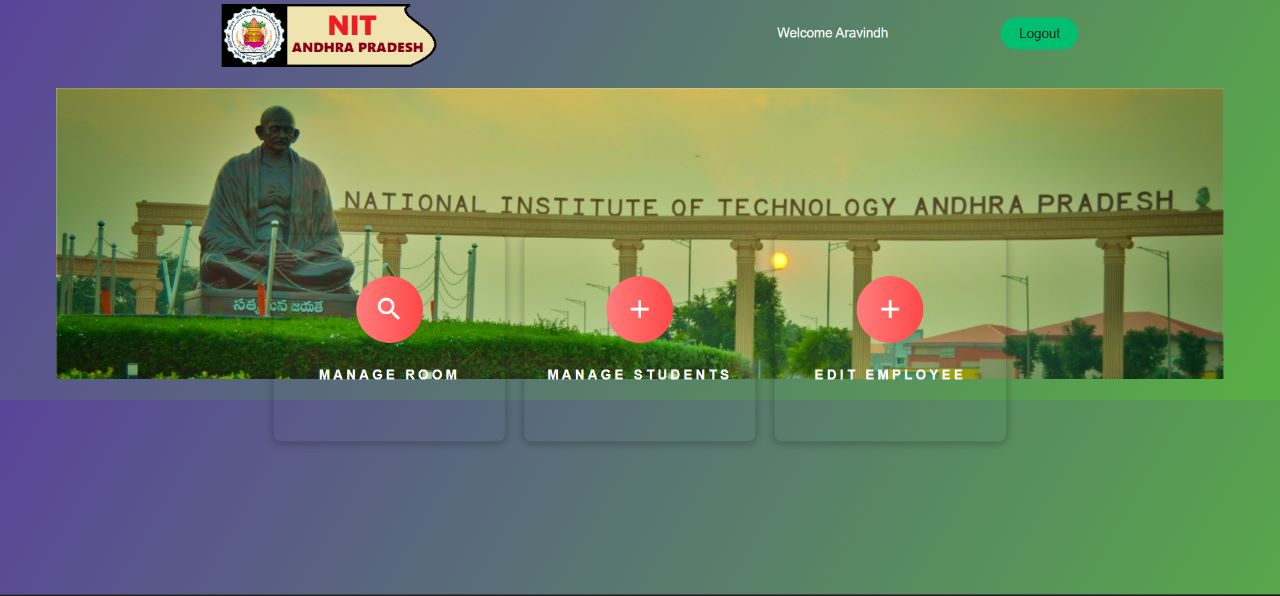 NIT
ANDHRA PRADESH
Welcome Aravindh
Logout
NATIONAL INSTITUTE OF TECHNOLOGY ANDHRA PRADESH
MANAGE ROOM
MANAGE STUDENTS
EDIT EMPLOYEE